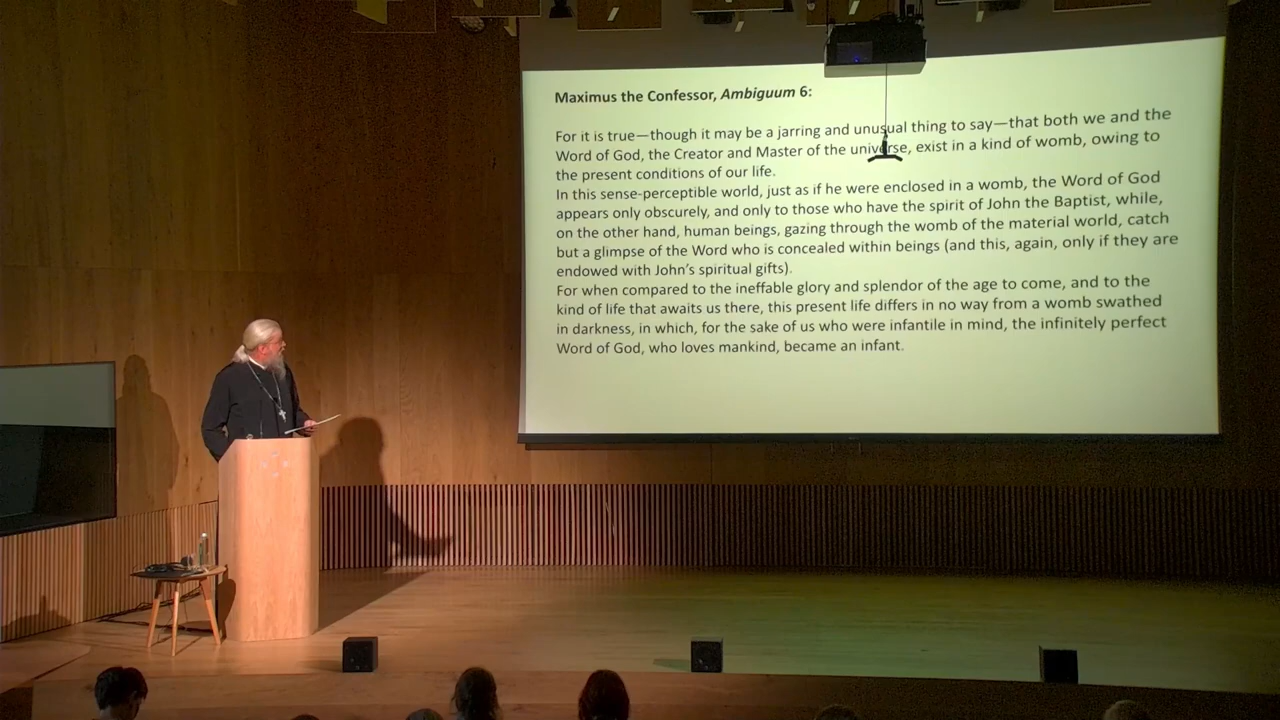 Maximus the Confessor, Ambiguum 6:
For it is true—though it may be a jarring and unusual thing to say—that both we and the
Word of God, the Creator and Master of the universe, exist in a kind of womb, owing to
the present conditions of our life.
In this sense-perceptible world, just as if he were enclosed in a womb, the Word of God
appears only obscurely, and only to those who have the spirit of John the Baptist, while,
on the other hand, human beings, gazing through the womb of the material world, catch
but a glimpse of the Word who is concealed within beings (and this, again, only if they are
endowed with John's spiritual gifts).
For when compared to the ineffable glory and splendor of the age to come, and to the
kind of life that awaits us there, this present life differs in no way from a womb swathed
in darkness, in which, for the sake of us who were infantile in mind, the infinitely perfect
Word of God, who loves mankind, became an infant.